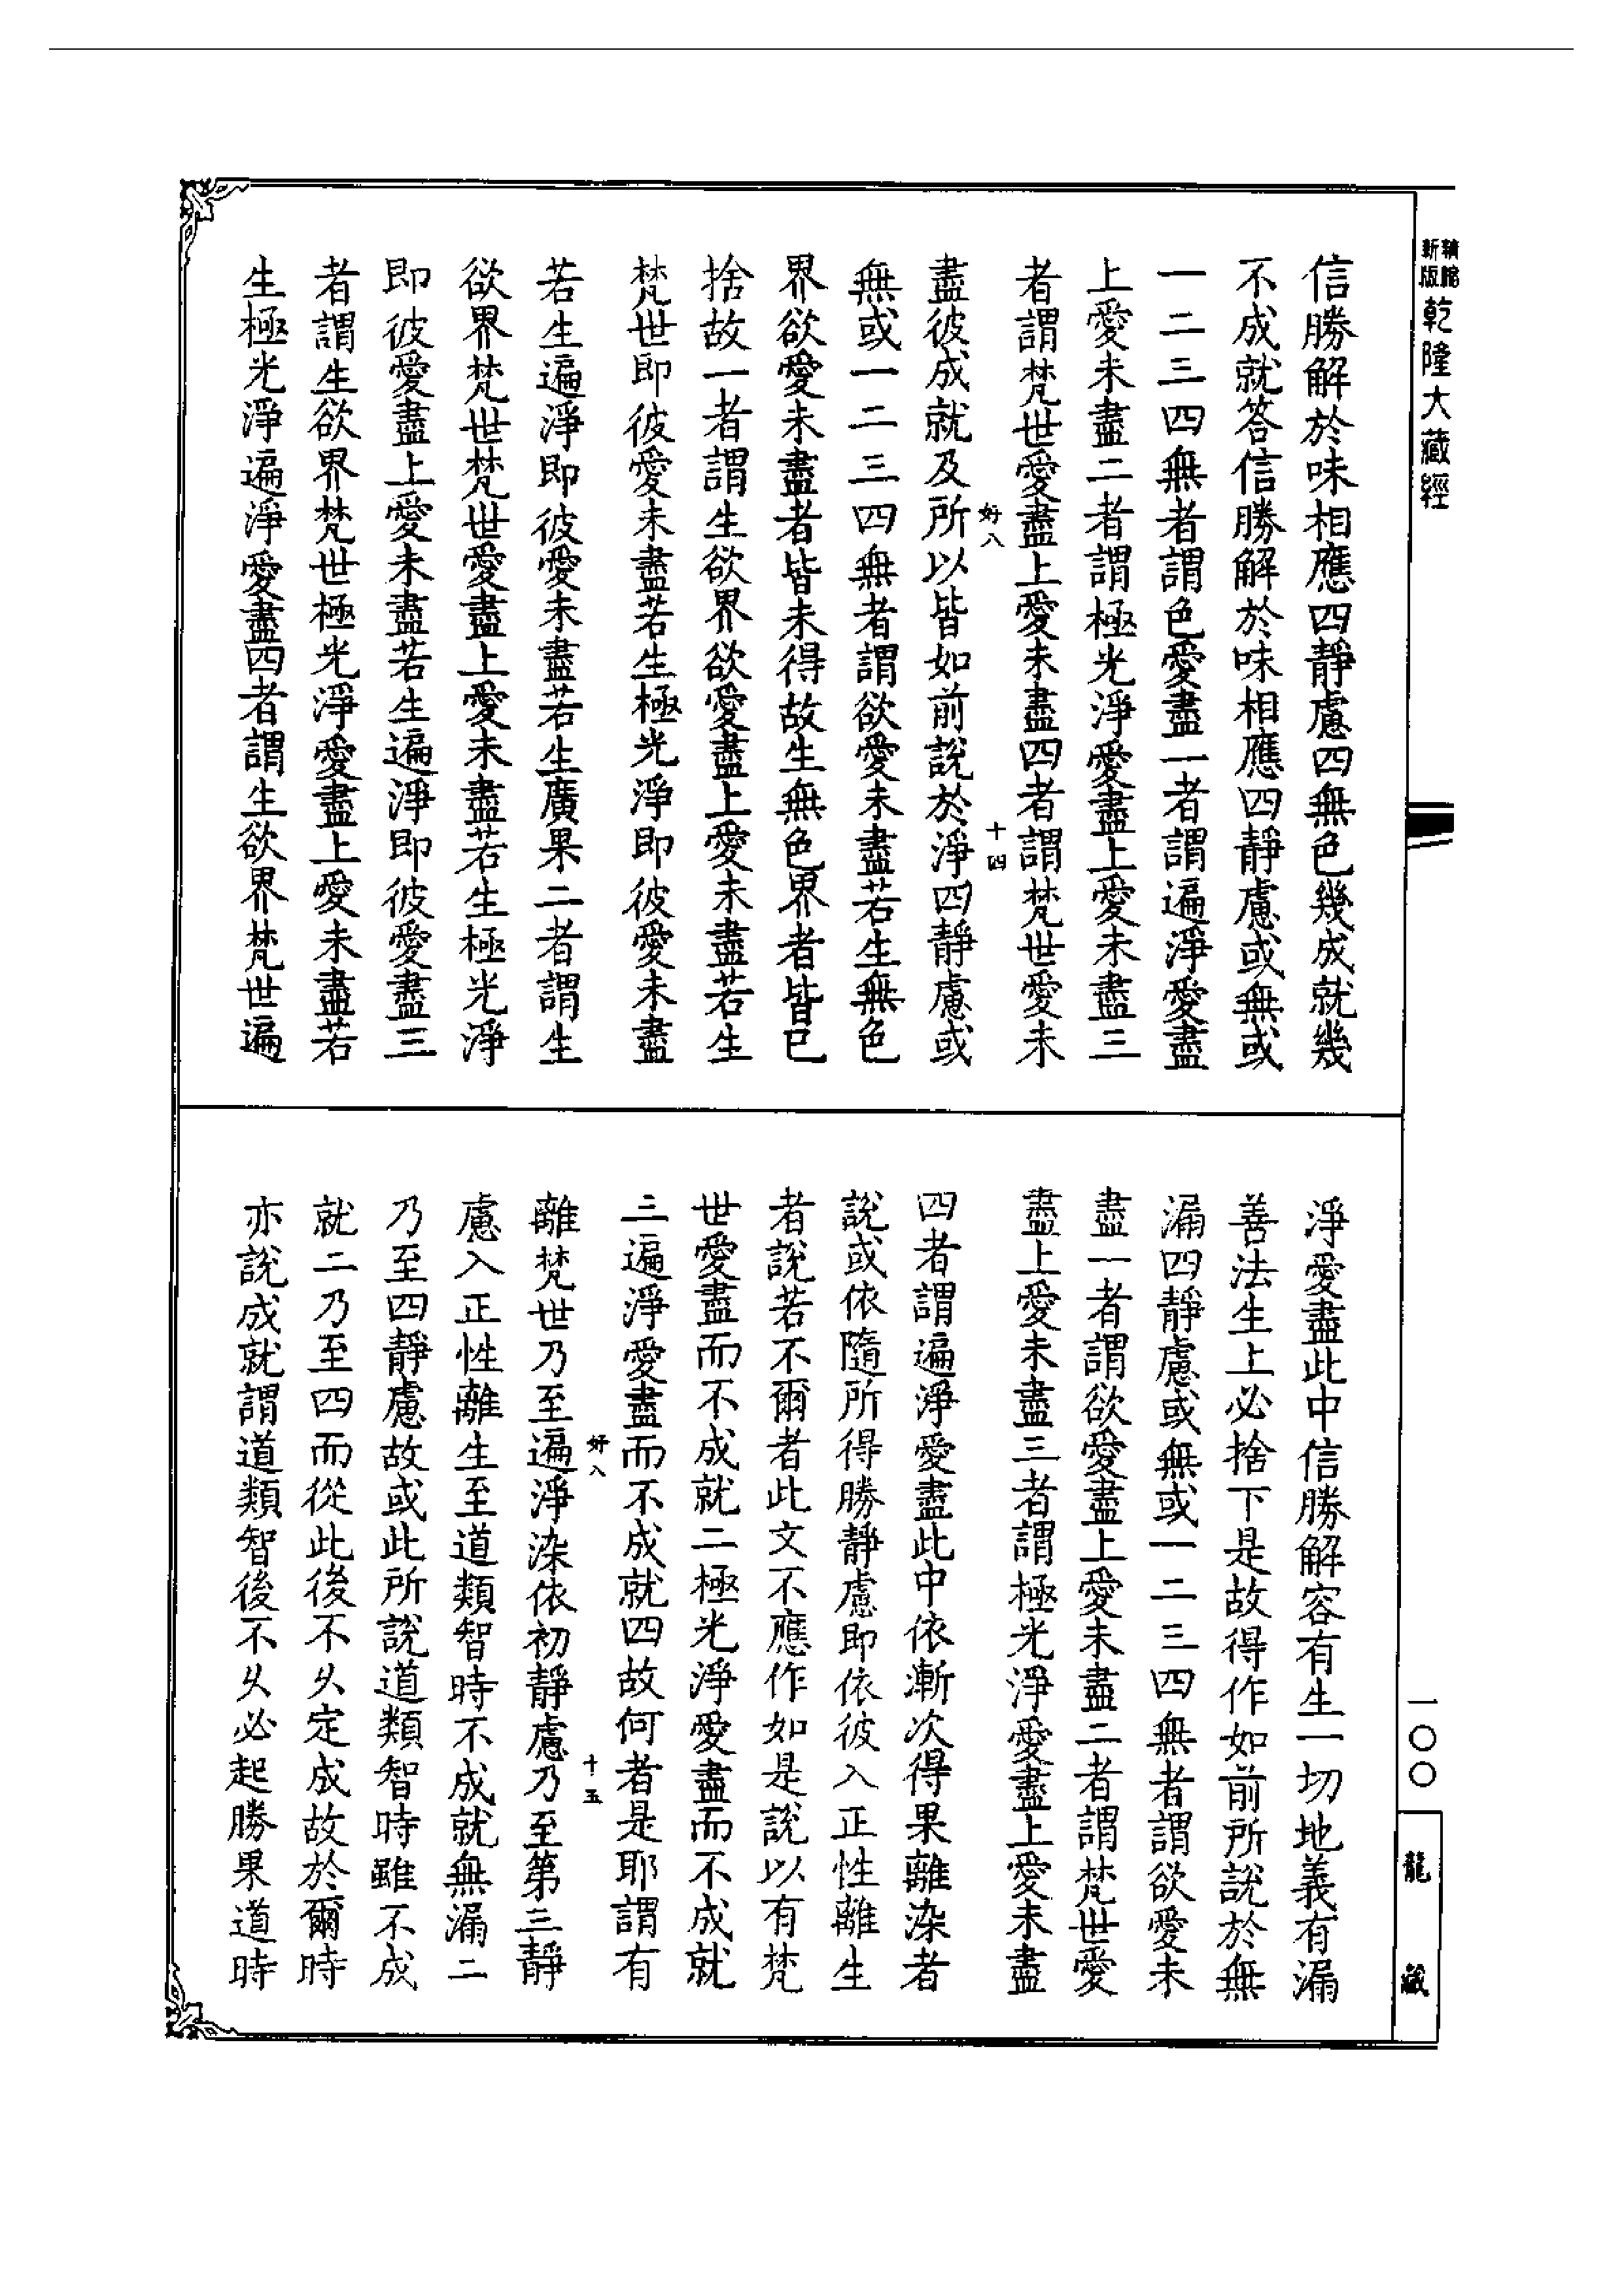 新版精縮乾隆大藏經
信勝解於味相應四靜慮四無色幾成就幾
不成就答信勝解於味相應四靜慮或無或
一二三四無者謂色愛盡一者謂遍淨愛盡
上愛未盡二者謂極光淨愛盡上愛未盡三
者謂梵世愛盡上愛未盡四者謂梵世愛未
好八 十四
盡彼成就及所以皆如前說於淨四靜慮或
無或一二三四無者謂欲愛未盡若生無色
界欲愛未盡者皆未得故生無色界者皆已
捨故一者謂生欲界欲愛盡上愛未盡若生
梵世即彼愛未盡若生極光淨即彼愛未盡
若生遍淨即彼愛未盡若生廣果二者謂生
欲界梵世梵世愛盡上愛未盡若生極光淨
即彼愛盡上愛未盡若生遍淨即彼愛盡三
者謂生欲界梵世極光淨愛盡上愛未盡若
生極光淨遍淨愛盡四者謂生欲界梵世遍
淨愛盡此中信勝解容有生一切地義有漏
善法生上必捨下是故得作如前所說於無
漏四靜慮或無或一二三四無者謂欲愛未
盡一者謂欲愛盡上愛未盡二者謂梵世愛
盡上愛未盡三者謂極光淨愛盡上愛未盡
四者謂遍淨愛盡此中依漸次得果離染者
說或依隨所得勝靜慮即依彼入正性離生
者說若不爾者此文不應作如是說以有梵
世愛盡而不成就二極光淨愛盡而不成就
三遍淨愛盡而不成就四故何者是耶謂有
好八 十五
離梵世乃至遍淨染依初靜慮乃至第三靜
慮入正性離生至道類智時不成就無漏二
乃至四靜慮故或此所說道類智時雖不成
就二乃至四而從此後不久定成故於爾時
亦說成就謂道類智後不久必起勝果道時
一〇〇
龍藏